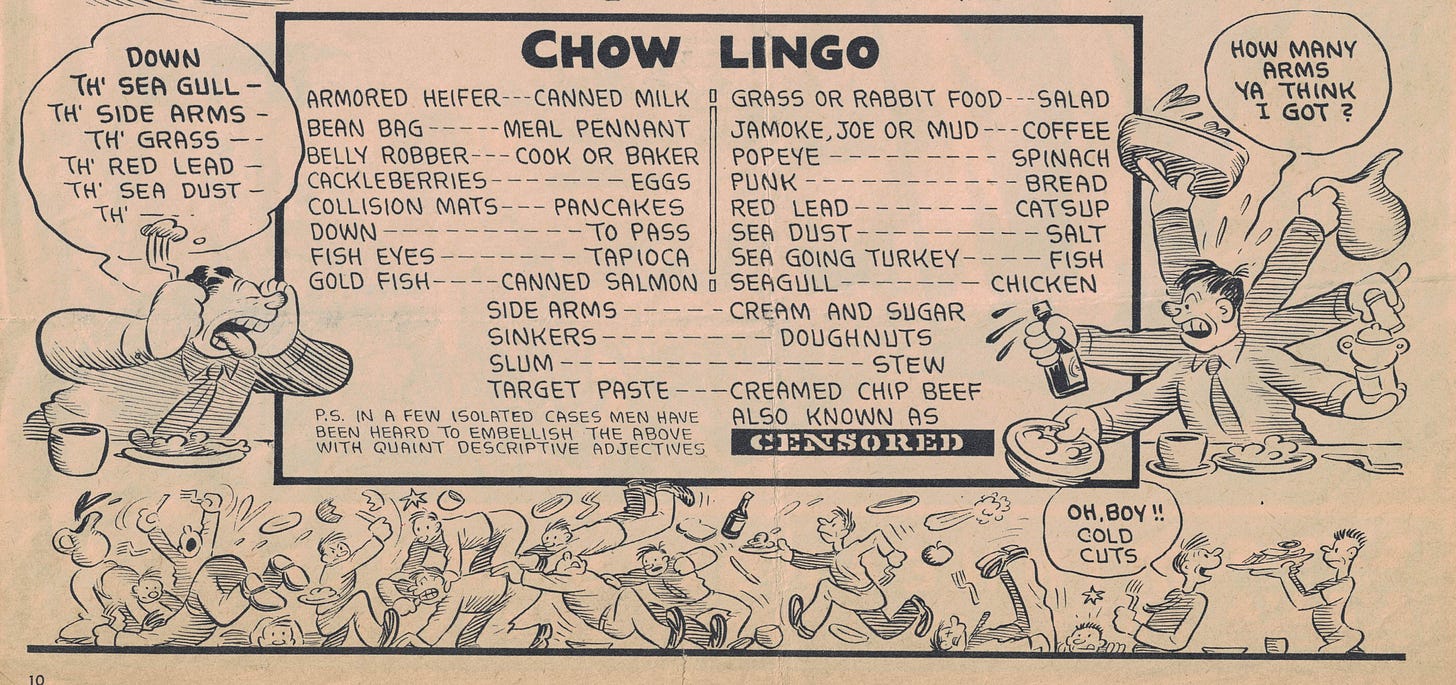 DOWN
TH' SEA GULL –
TH' SIDE ARMS –
TH' GRASS – –
TH' RED LEAD –
TH' SEA DUST –
TH' —
CHOW LINGO
ARMORED HEIFER---CANNED MILK
BEAN BAG-----MEAL PENNANT
BELLY ROBBER---COOK OR BAKER
CACKLEBERRIES-------EGGS
COLLISION MATS---PANCAKES
DOWN-----------TO PASS
FISH EYES--------TAPIOCA
GOLD FISH----CANNED SALMON
GRASS OR RABBIT FOOD---SALAD
JAMOKE, JOE OR MUD---COFFEE
POPEYE----------SPINACH
PUNK-------------BREAD
RED LEAD---------CATSUP
SEA DUST----------SALT
SEA GOING TURKEY----FISH
SEAGULL--------CHICKEN
SIDE ARMS------CREAM AND SUGAR
SINKERS---------DOUGHNUTS
SLUM---------------STEW
TARGET PASTE---CREAMED CHIP BEEF
ALSO KNOWN AS
CENSORED
P.S. IN A FEW ISOLATED CASES MEN HAVE
BEEN HEARD TO EMBELLISH THE ABOVE
WITH QUAINT DESCRIPTIVE ADJECTIVES
HOW MANY
ARMS
YA THINK
I GOT?
OH, BOY!!
COLD
CUTS
10